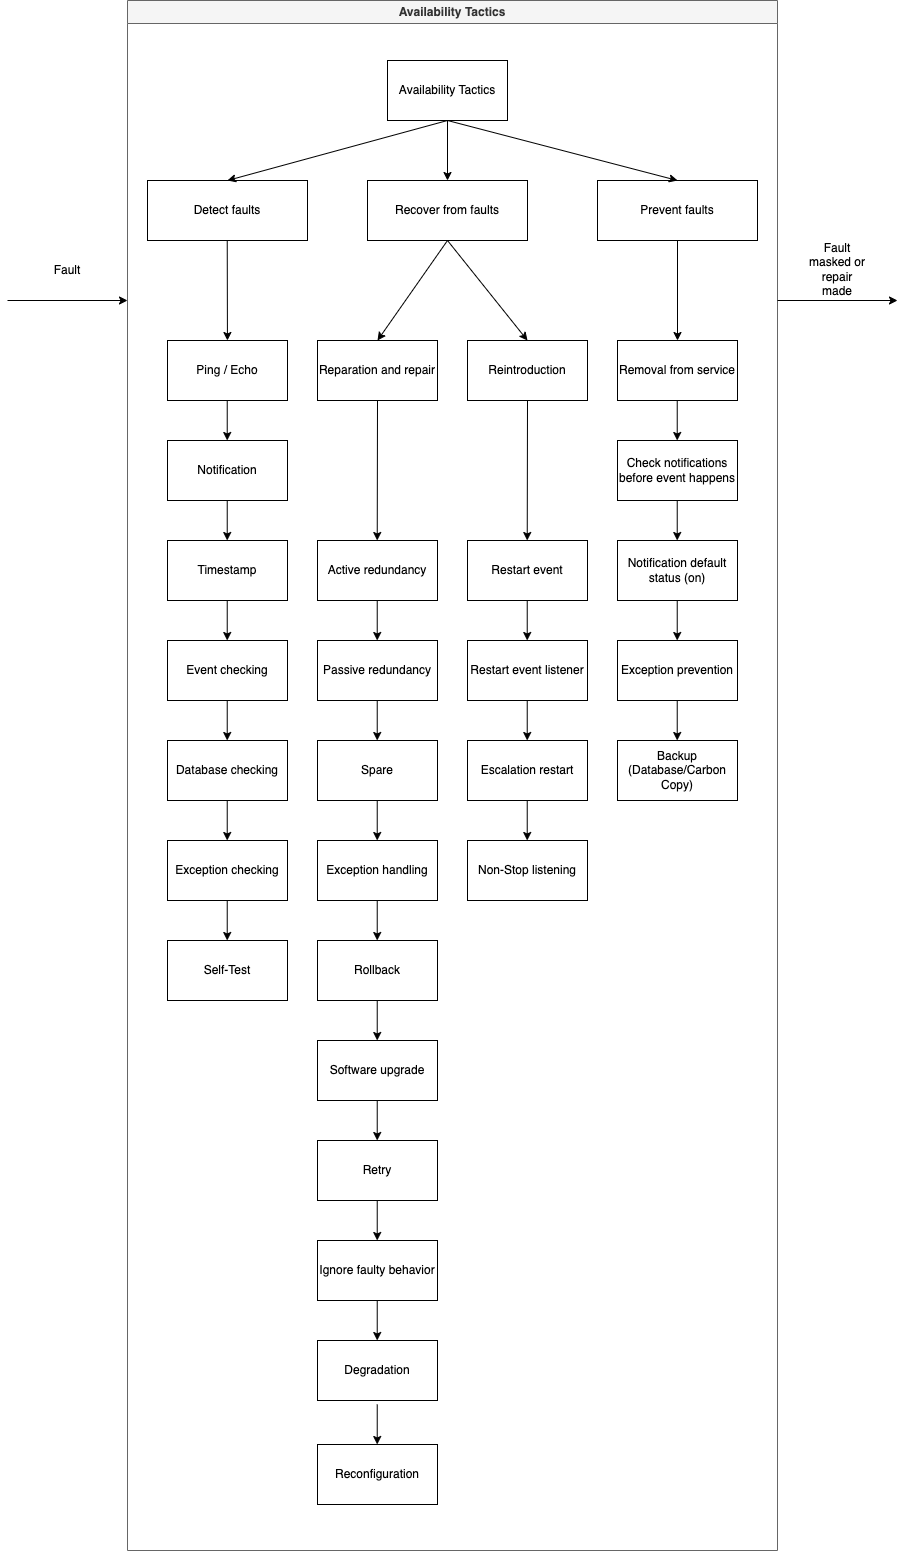 Availability Tactics
Availability Tactics
Detect faults
Recover from faults
Prevent faults
Fault
Fault
masked or
repair
made
Ping / Echo
Reparation and repair
Reintroduction
Removal from service
Notification
Check notifications
before event happens
Timestamp
Active redundancy
Restart event
Notification default
status (on)
Event checking
Passive redundancy
Restart event listener
Exception prevention
Database checking
Spare
Escalation restart
Backup
(Database/Carbon
Copy)
Exception checking
Exception handling
Non-Stop listening
Self-Test
Rollback
Software upgrade
Retry
Ignore faulty behavior
Degradation
Reconfiguration